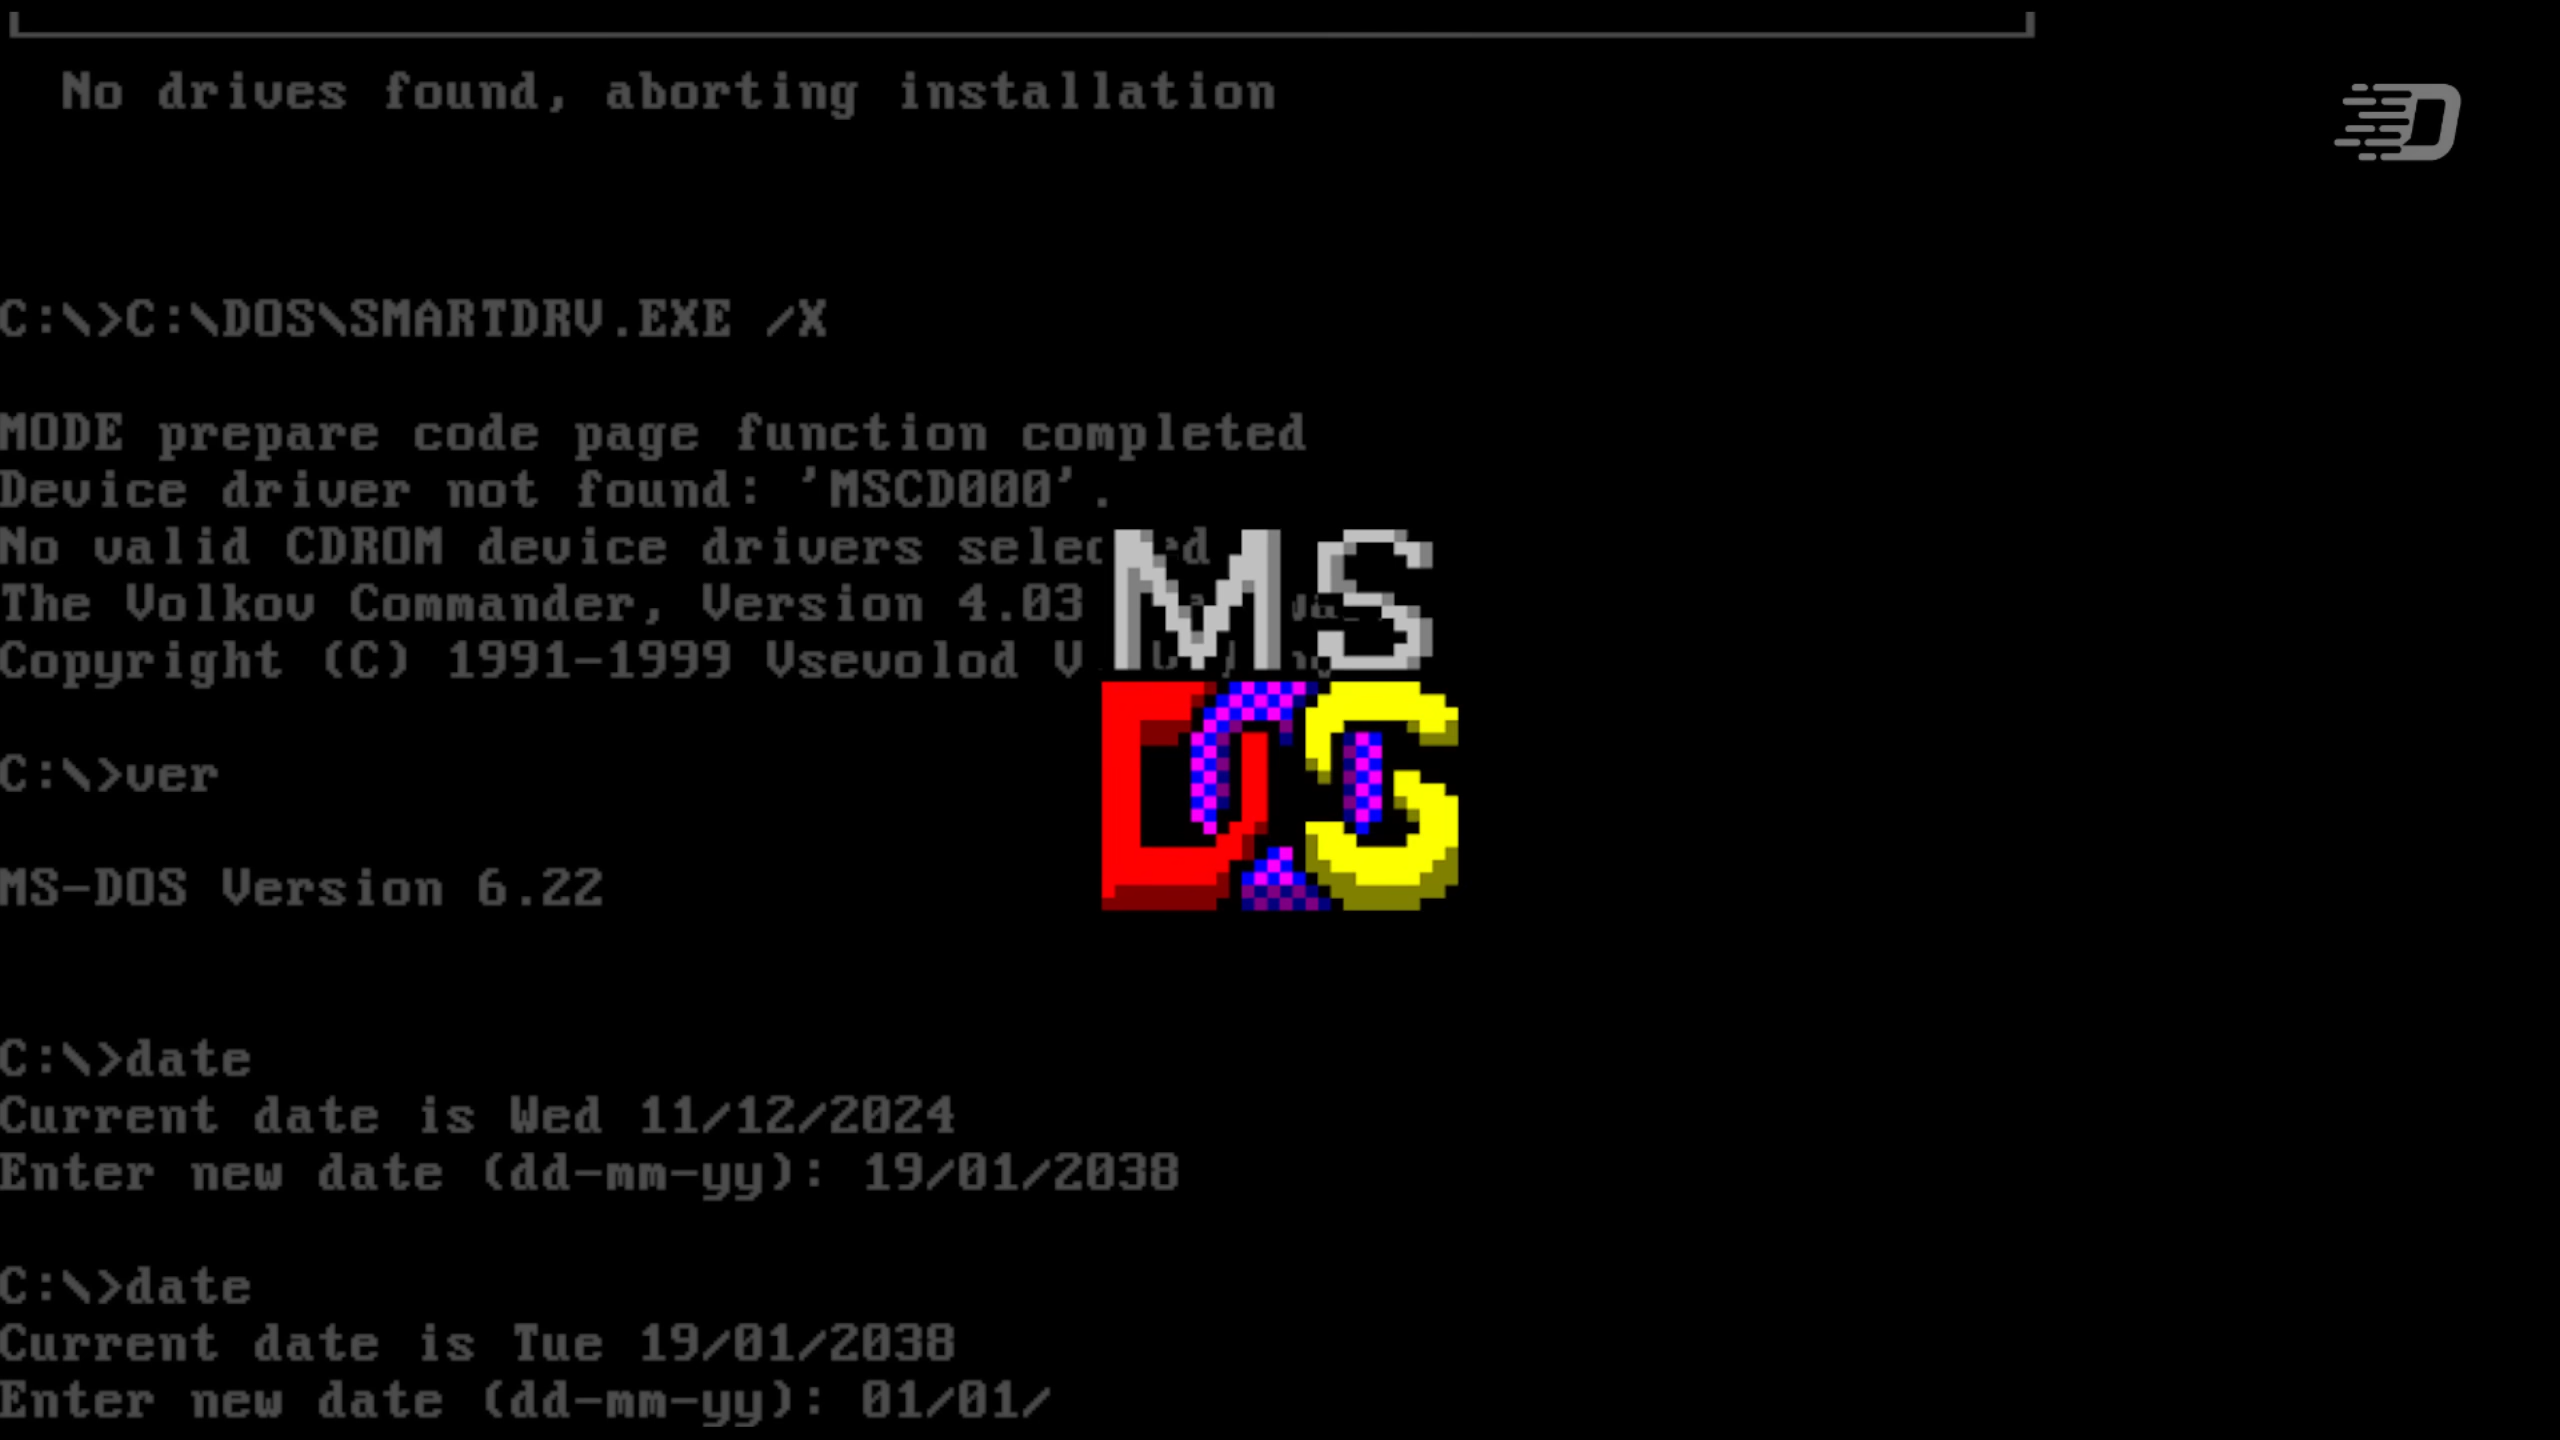 No drives found, aborting installation
C:\>C:\DOS\SMARTDRV.EXE /X
MODE prepare code page function completed
Device driver not found: 'MSCD000'.
No valid CDROM device drivers
The Volkov Commander, Version 4.03
Copyright (C) 1991-1999 Vsevolod
MS
DOS
C:\>ver
MS-DOS Version 6.22
C:\>date
Current date is Wed 11/12/2024
Enter new date (dd-mm-yy): 19/01/2038
C:\>date
Current date is Tue 19/01/2038
Enter new date (dd-mm-yy): 01/01/
D